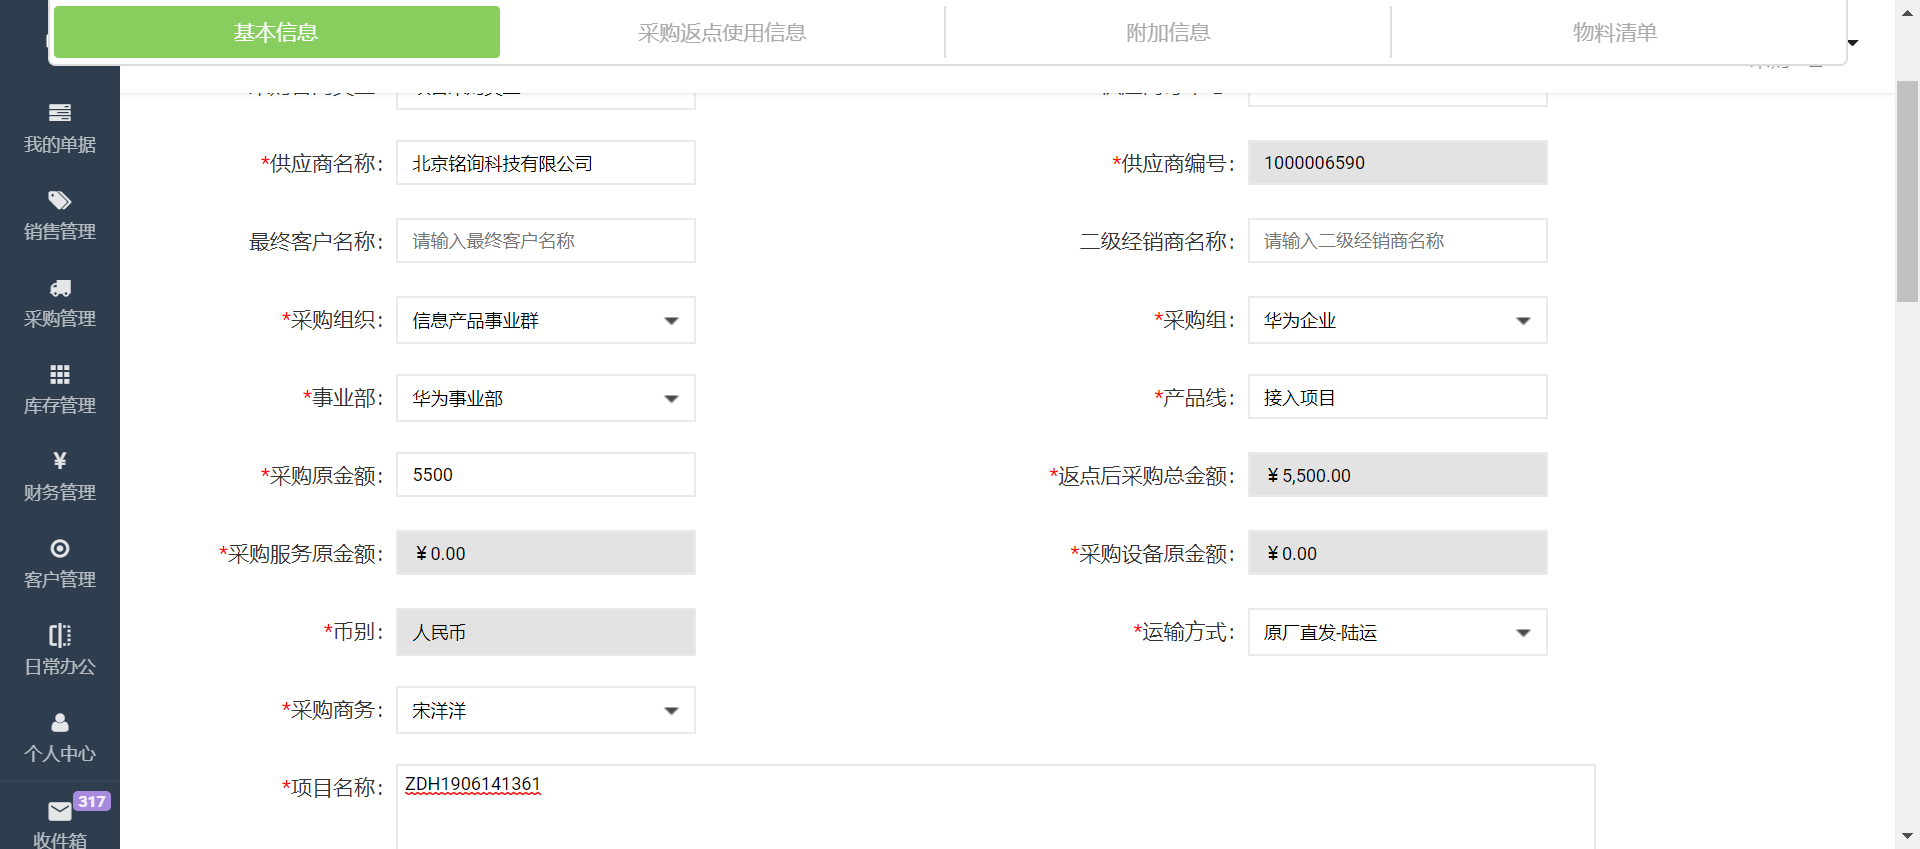 基本信息
采购返点使用信息
附加信息
物料清单
我的单据
销售管理
采购管理
库存管理
¥
财务管理
客户管理
日常办公
个人中心
317
收件箱
*供应商名称: 北京铭询科技有限公司
*供应商编号: 1000006590
最终客户名称: 请输入最终客户名称
二级经销商名称: 请输入二级经销商名称
*采购组织: 信息产品事业群
*采购组: 华为企业
*事业部: 华为事业部
*产品线: 接入项目
*采购原金额: 5500
*返点后采购总金额: ¥ 5,500.00
*采购服务原金额: ¥ 0.00
*采购设备原金额: ¥ 0.00
*币别: 人民币
*运输方式: 原厂直发-陆运
*采购商务: 宋洋洋
*项目名称: ZDH1906141361